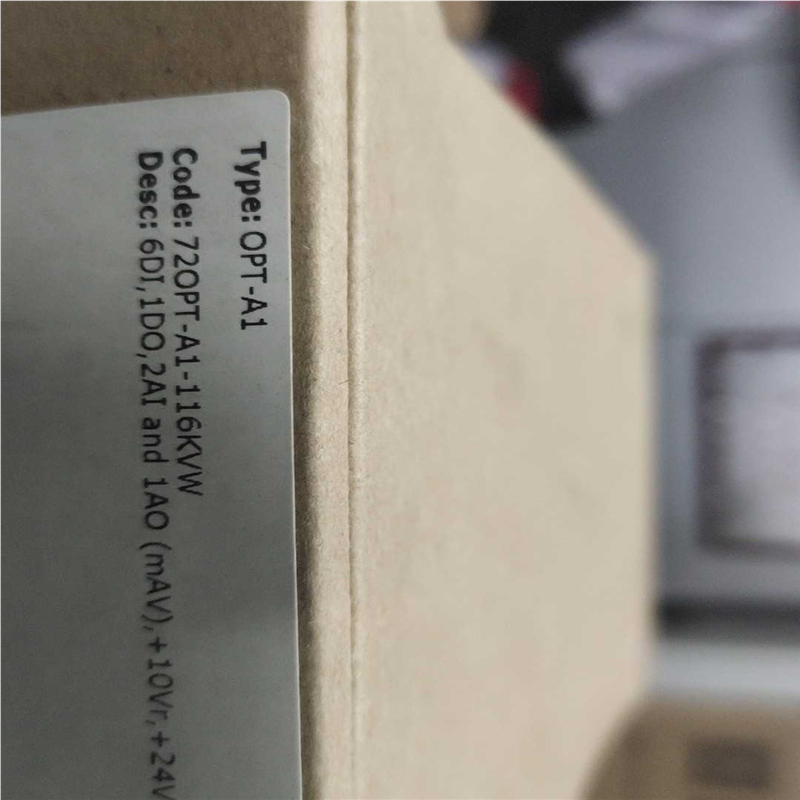 Type: OPT-A1
Code: 72OPT-A1-116KVW
Desc: 6DI,1DO,2AI and 1AO (mAV),+10Vr,+24V